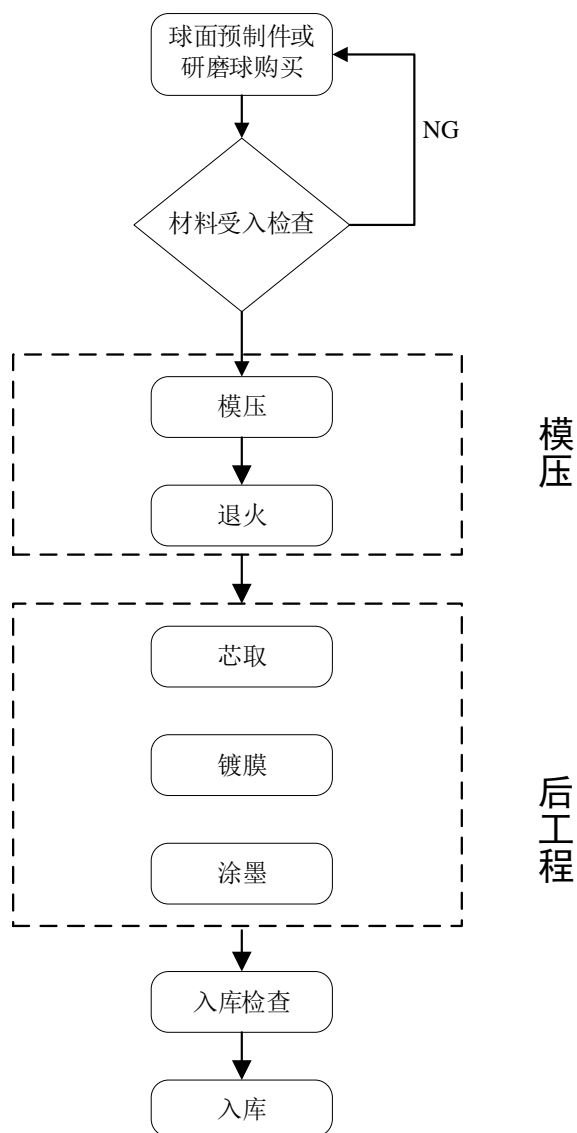 球面预制件或
研磨球购买
NG
材料受入检查
模压
退火
模压
芯取
镀膜
涂墨
后工程
入库检查
入库